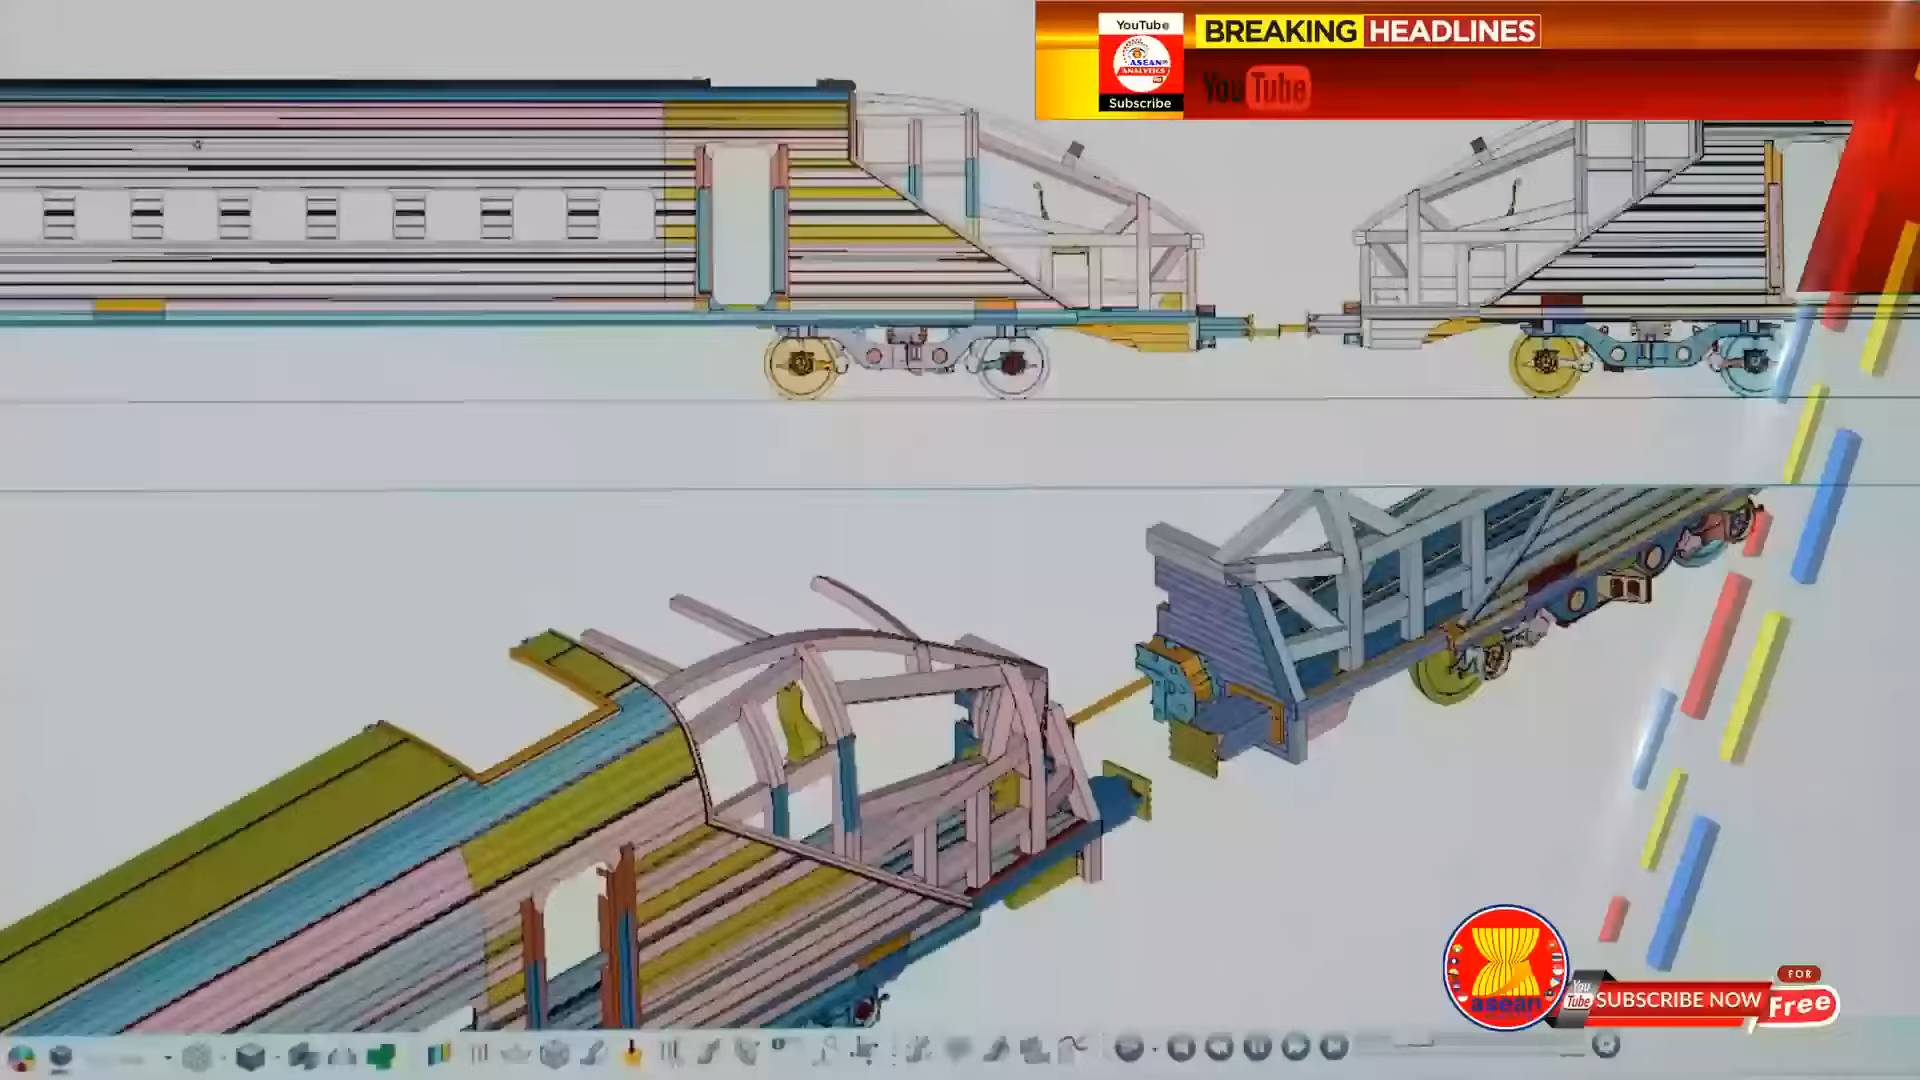 YouTube
ASEAN
ANALYTICS
Subscribe
BREAKING HEADLINES
YouTube
asean
You
Tube
SUBSCRIBE NOW
FOR
Free